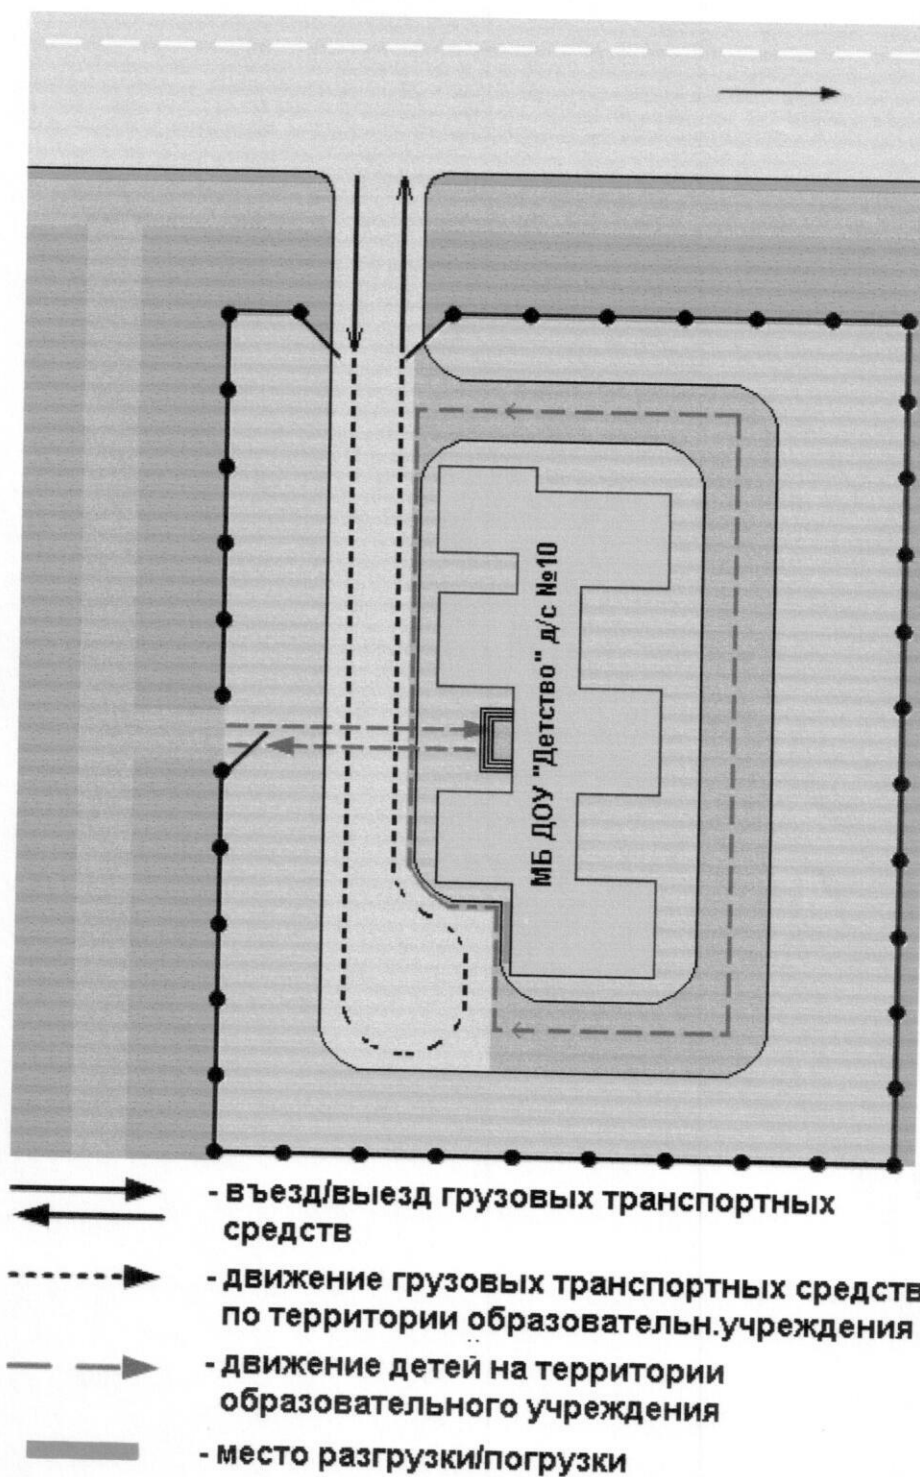 МБ ДОУ "Детство" д/с №10
- въезд/выезд грузовых транспортных
средств
- движение грузовых транспортных средств
по территории образовательн.учреждения
- движение детей на территории
образовательного учреждения
- место разгрузки/погрузки